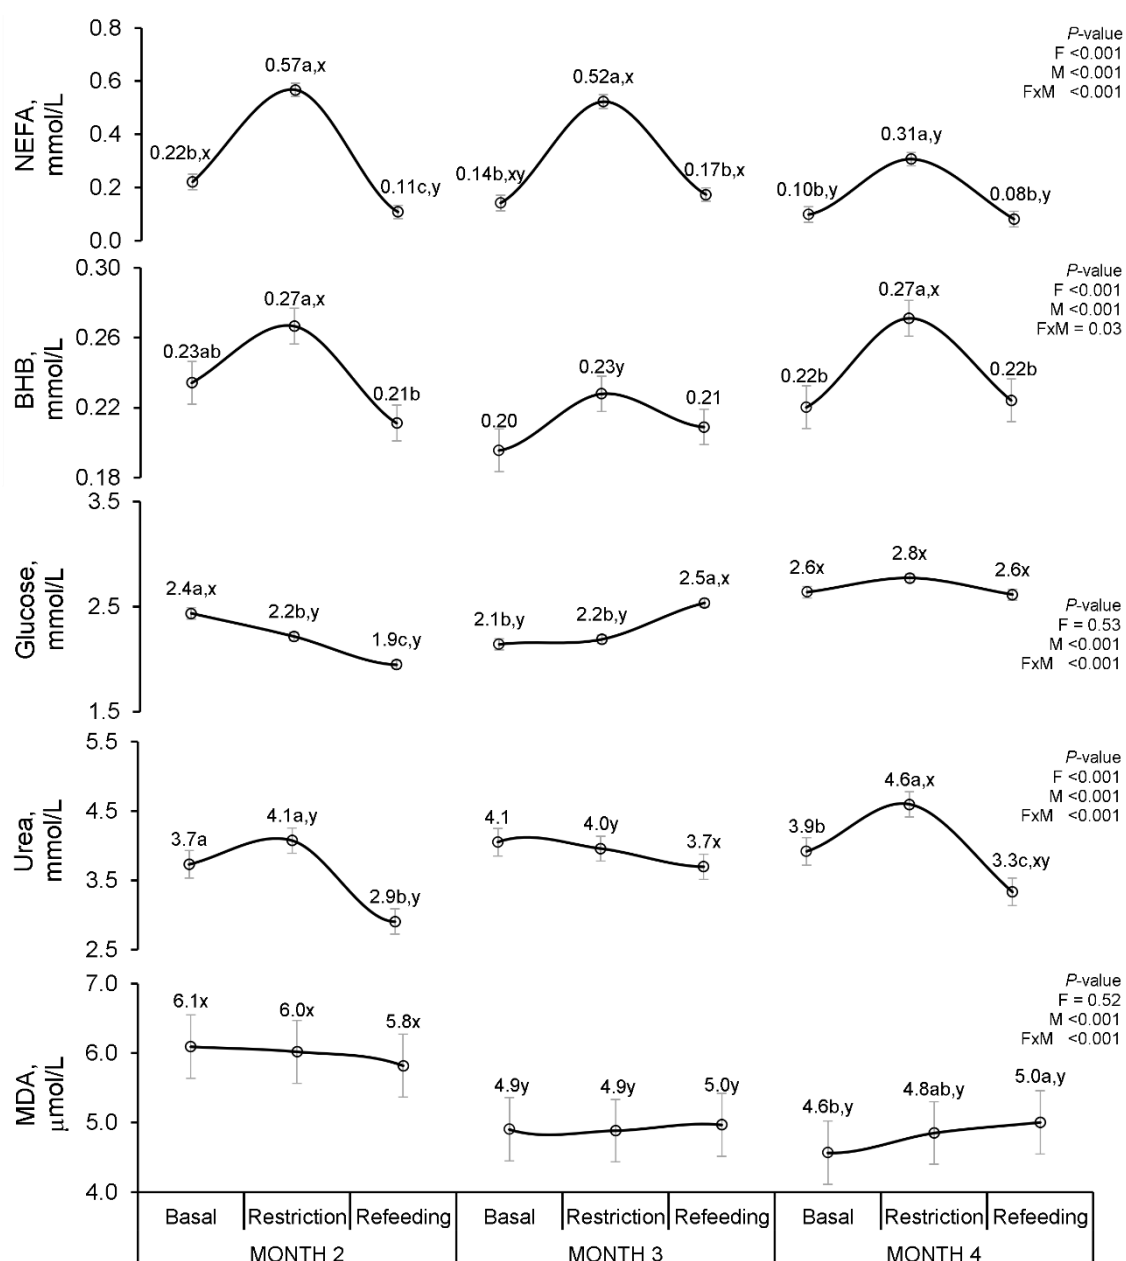 0.8
0.6
0.4
0.2
0.0
NEFA,
mmol/L
0.22b,x
0.57a,x
0.11c,y
0.14b,xy
0.52a,x
0.17b,x
0.10b,y
0.31a,y
0.08b,y
P-value
F <0.001
M <0.001
FxM <0.001
0.30
0.26
0.22
0.18
BHB,
mmol/L
0.23ab
0.27a,x
0.21b
0.20
0.23y
0.21
0.22b
0.27a,x
0.22b
P-value
F <0.001
M <0.001
FxM = 0.03
3.5
2.5
1.5
Glucose,
mmol/L
2.4a,x
2.2b,y
1.9c,y
2.1b,y
2.2b,y
2.5a,x
2.6x
2.8x
2.6x
P-value
F = 0.53
M <0.001
FxM <0.001
5.5
4.5
3.5
2.5
Urea,
mmol/L
3.7a
4.1a,y
2.9b,y
4.1
4.0y
3.7x
3.9b
4.6a,x
3.3c,xy
P-value
F <0.001
M <0.001
FxM <0.001
7.0
6.0
5.0
4.0
MDA,
µmol/L
6.1x
6.0x
5.8x
4.9y
4.9y
5.0y
4.6b,y
4.8ab,y
5.0a,y
P-value
F = 0.52
M <0.001
FxM <0.001
Basal Restriction Refeeding Basal Restriction Refeeding Basal Restriction Refeeding
MONTH 2 MONTH 3 MONTH 4